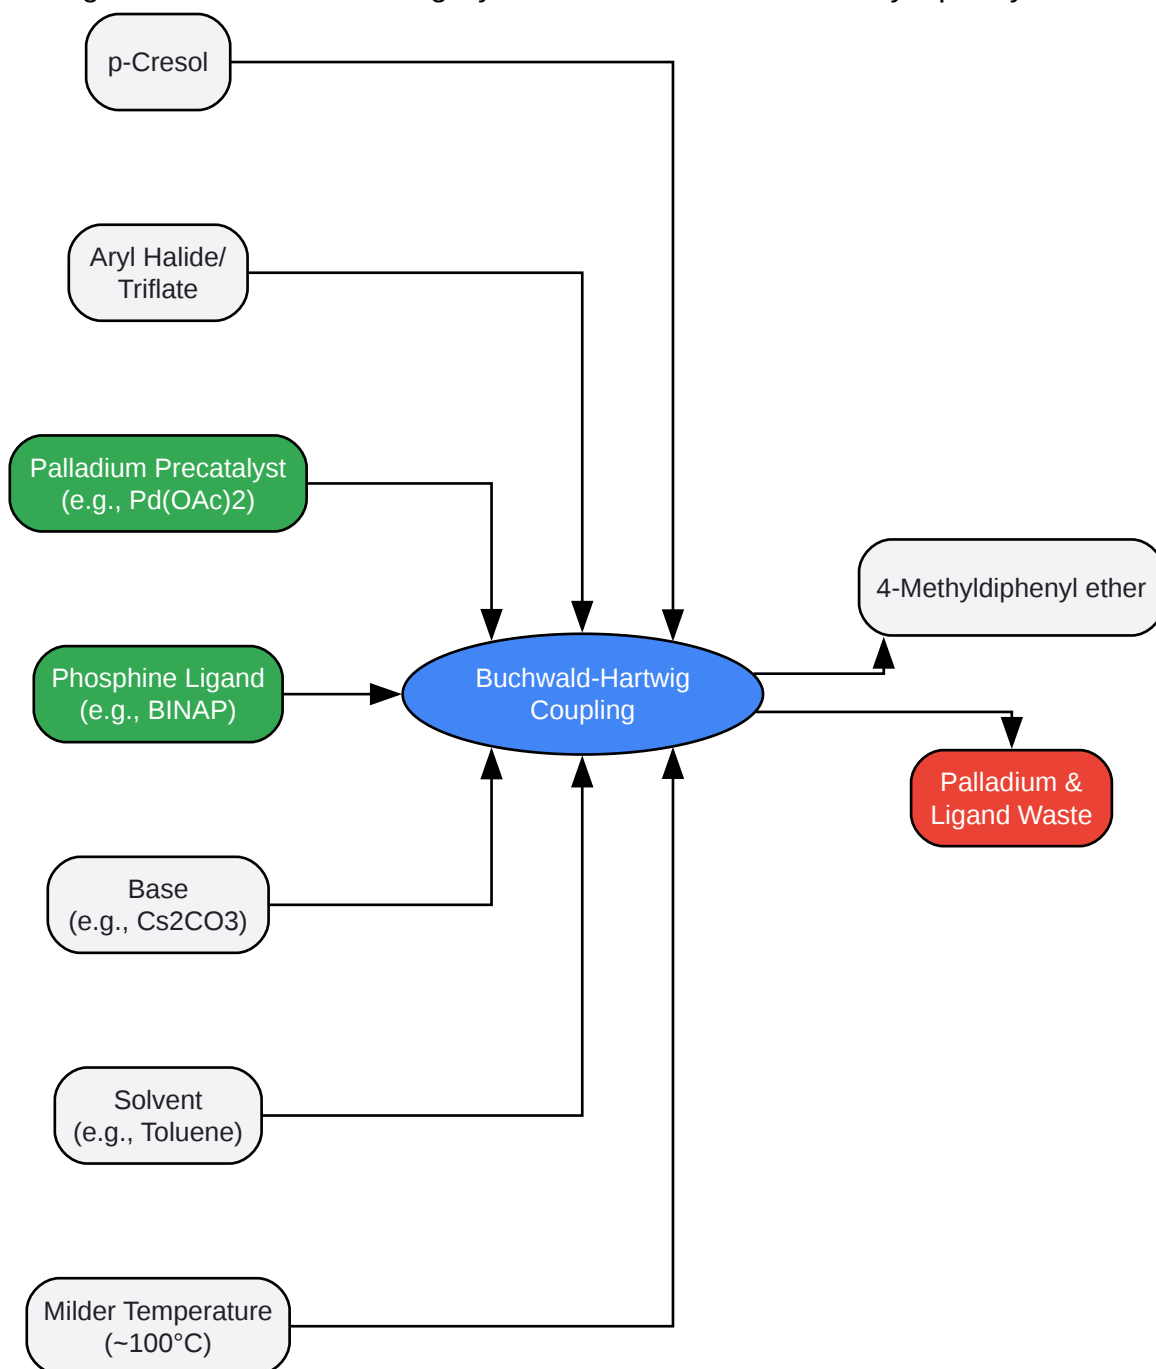 p-Cresol
Aryl Halide/
Triflate
Palladium Precatalyst
(e.g., Pd(OAc)2)
4-Methyldiphenyl ether
Phosphine Ligand
(e.g., BINAP)
Buchwald-Hartwig
Coupling
Palladium &
Ligand Waste
Base
(e.g., Cs2CO3)
Solvent
(e.g., Toluene)
Milder Temperature
(~100°C)